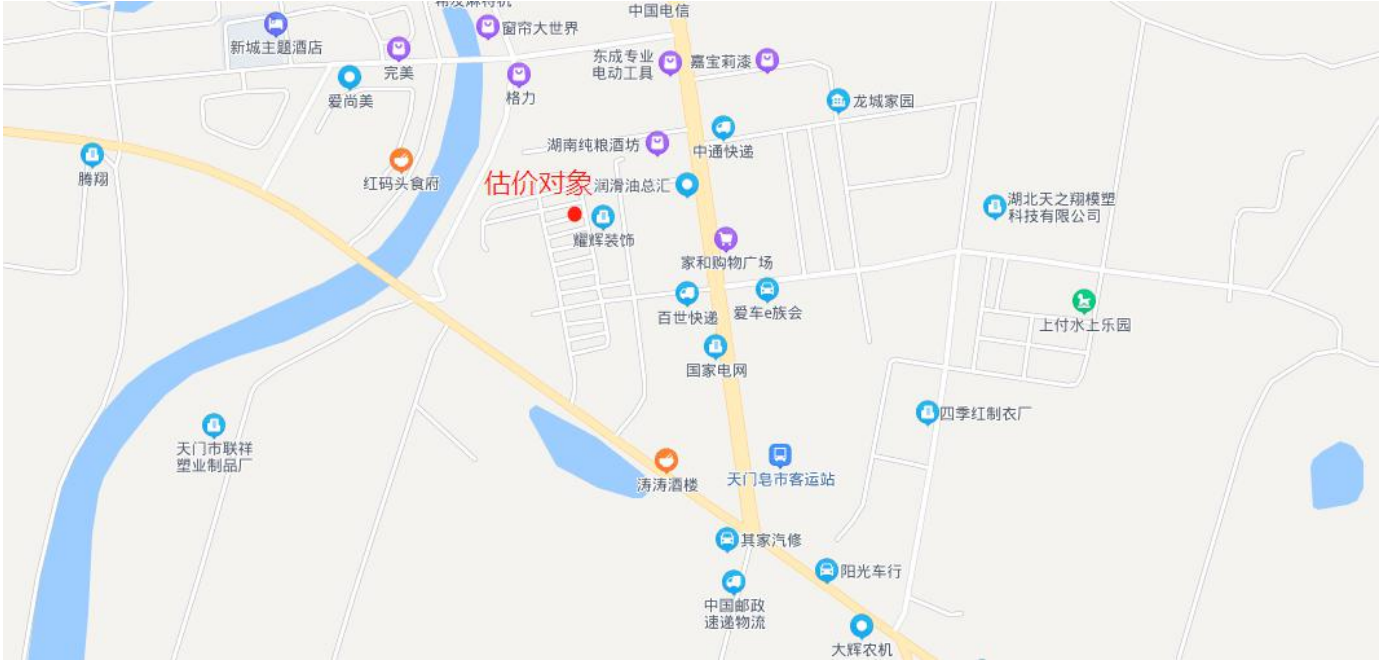 希发麻将机
中国电信
新城主题酒店
窗帘大世界
完美
东成专业
电动工具
嘉宝莉漆
爱尚美
格力
龙城家园
湖南纯粮酒坊
中通快递
腾翔
红码头食府
估价对象
润滑油总汇
湖北天之翔模塑
科技有限公司
耀辉装饰
家和购物广场
百世快递
爱车e族会
上付水上乐园
国家电网
四季红制衣厂
天门市联祥
塑业制品厂
涛涛酒楼
天门皂市客运站
其家汽修
阳光车行
中国邮政
速递物流
大辉农机